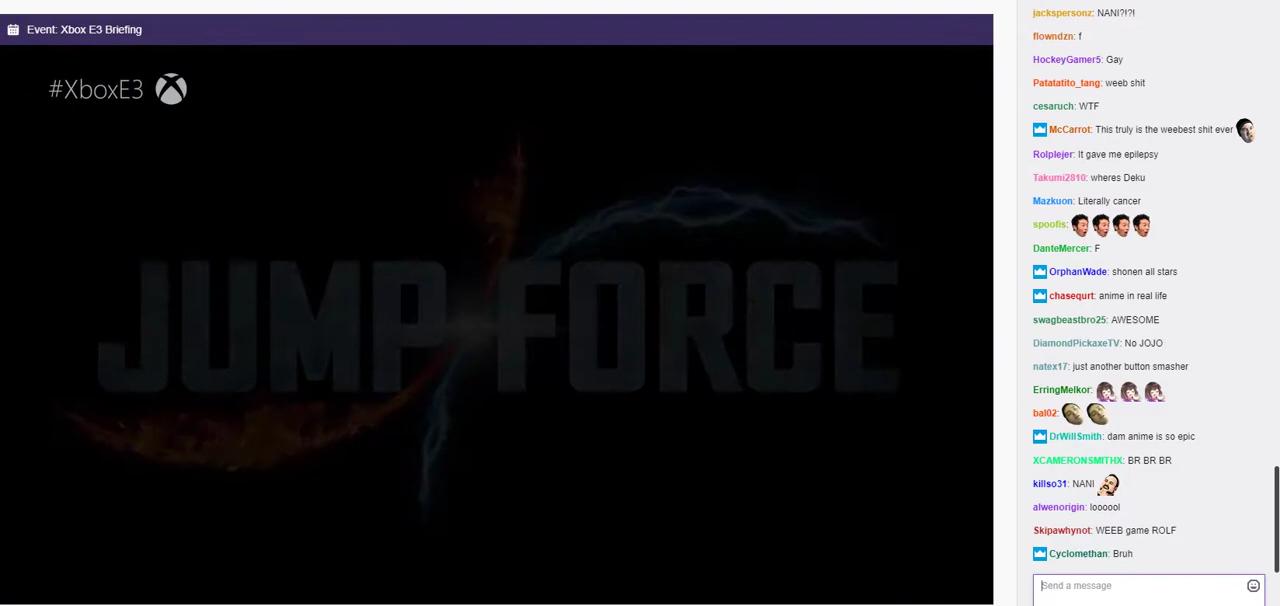 Event: Xbox E3 Briefing
#XboxE3
JUMP FORCE
jackspersonz: NANI?!?!
flowndzn: f
HockeyGamer5: Gay
Patatatito_tang: weeb shit
cesaruch: WTF
McCarrot: This truly is the weebest shit ever
Rolplejer: It gave me epilepsy
Takumi2810: wheres Deku
Mazkuon: Literally cancer
spoofis:
DanteMercer: F
OrphanWade: shonen all stars
chasequrt: anime in real life
swagbeastbro25: AWESOME
DiamondPickaxeTV: No JOJO
natex17: just another button smasher
ErringMelkor:
bal02:
DrWillSmith: dam anime is so epic
XCAMERONSMITHX: BR BR BR
killso31: NANI
alwenorigin: loooool
Skipawhynot: WEEB game ROLF
Cyclomethan: Bruh
Send a message